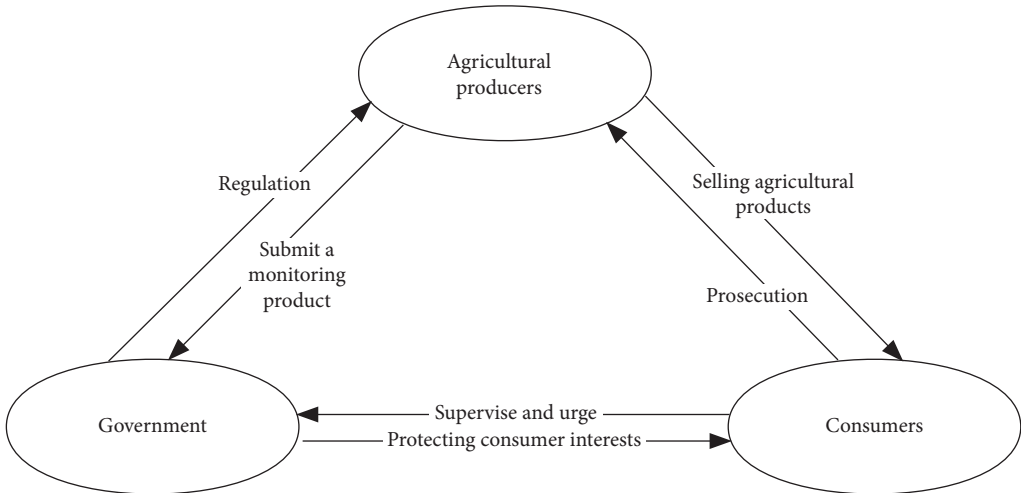 Agricultural
producers
Regulation
Selling agricultural
products
Submit a
monitoring
product
Prosecution
Government
Supervise and urge
Protecting consumer interests
Consumers